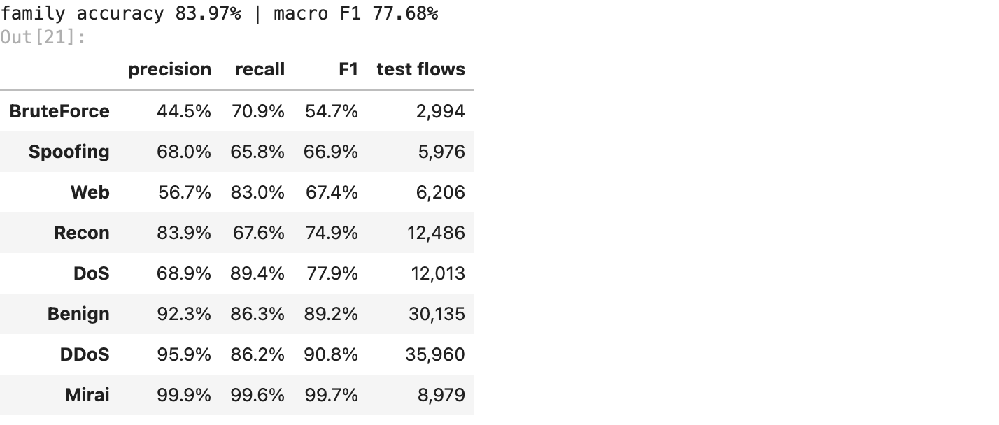 family accuracy 83.97% | macro F1 77.68%
Out[21]:
precision recall F1 test flows
BruteForce 44.5% 70.9% 54.7% 2,994
Spoofing 68.0% 65.8% 66.9% 5,976
Web 56.7% 83.0% 67.4% 6,206
Recon 83.9% 67.6% 74.9% 12,486
DoS 68.9% 89.4% 77.9% 12,013
Benign 92.3% 86.3% 89.2% 30,135
DDoS 95.9% 86.2% 90.8% 35,960
Mirai 99.9% 99.6% 99.7% 8,979